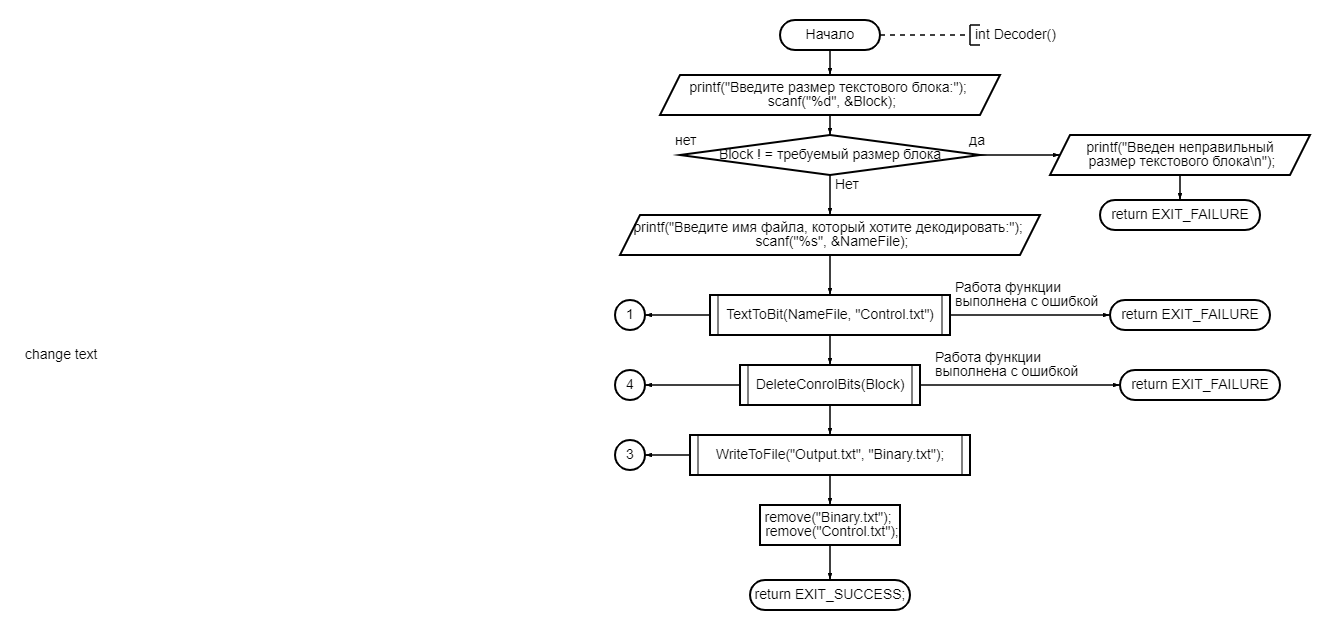 Начало
int Decoder()
printf("Введите размер текстового блока:");
scanf("%d", &Block);
нет
да
Block ! = требуемый размер блока
printf("Введен неправильный
размер текстового блока\n");
Нет
return EXIT_FAILURE
printf("Введите имя файла, который хотите декодировать:");
scanf("%s", &NameFile);
Работа функции
выполнена с ошибкой
1
TextToBit(NameFile, "Control.txt")
return EXIT_FAILURE
change text
Работа функции
выполнена с ошибкой
4
DeleteConrolBits(Block)
return EXIT_FAILURE
3
WriteToFile("Output.txt", "Binary.txt");
remove("Binary.txt");
remove("Control.txt");
return EXIT_SUCCESS;